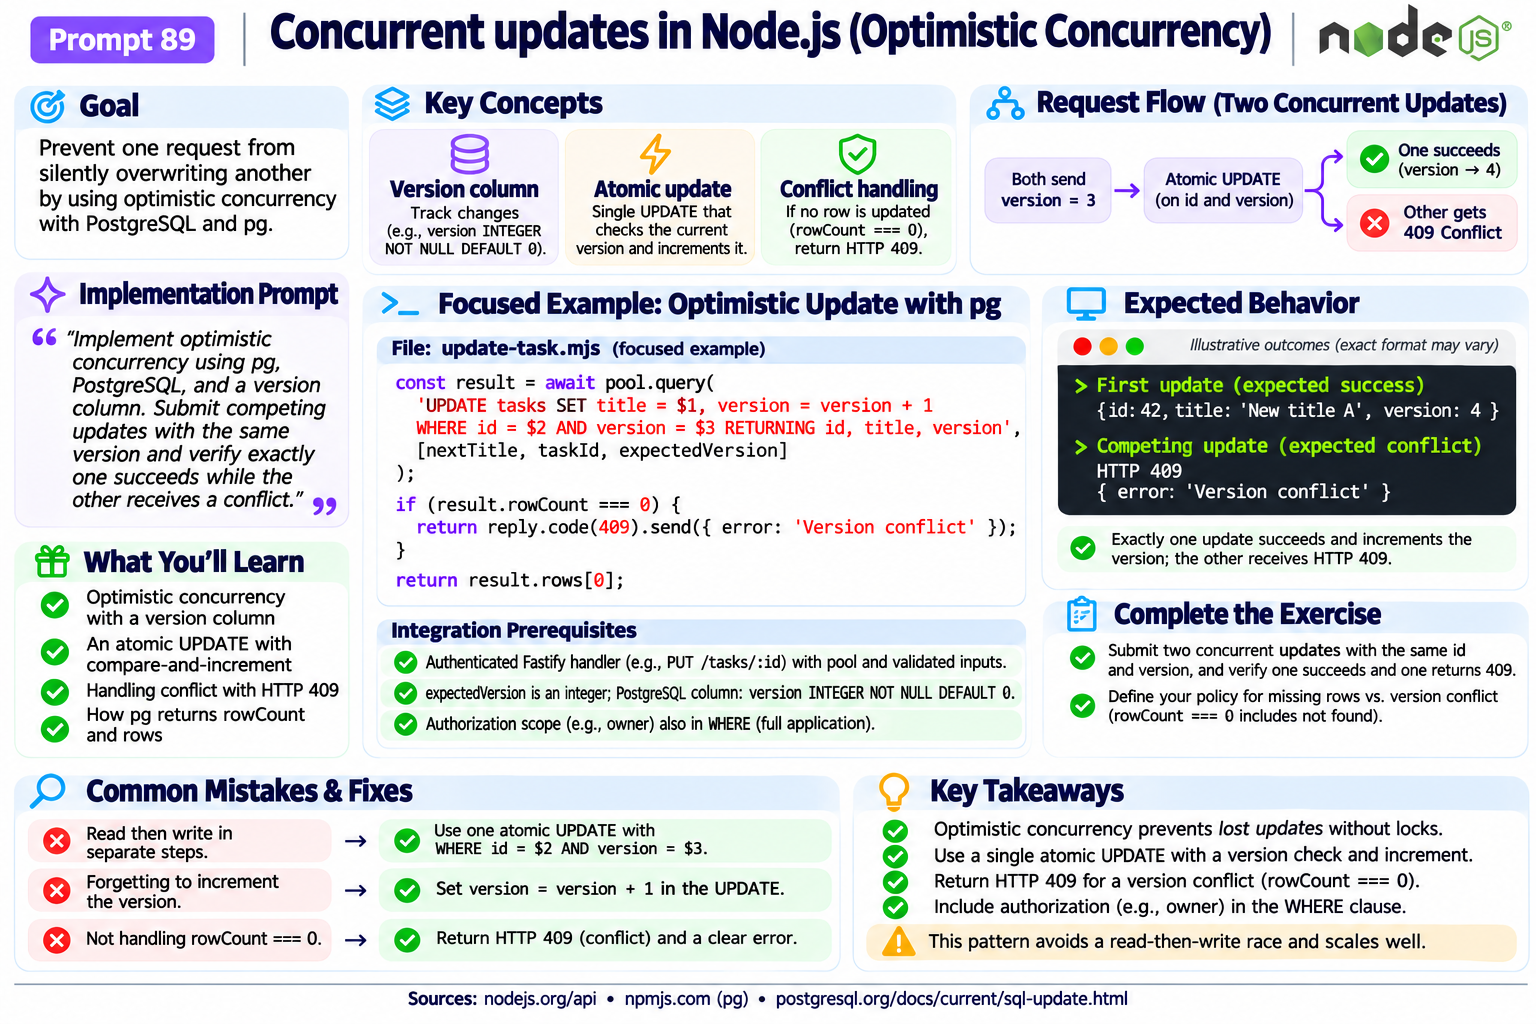 Prompt 89
Concurrent updates in Node.js (Optimistic Concurrency)
node
JS
®
Goal
Prevent one request from
silently overwriting another
by using optimistic concurrency
with PostgreSQL and pg.
Key Concepts
Version column
Track changes
(e.g., version INTEGER
NOT NULL DEFAULT 0).
Atomic update
Single UPDATE that
checks the current
version and increments it.
Conflict handling
If no row is updated
(rowCount === 0),
return HTTP 409.
Request Flow (Two Concurrent Updates)
Both send
version = 3
Atomic UPDATE
(on id and version)
One succeeds
(version → 4)
Other gets
409 Conflict
Implementation Prompt
“Implement optimistic
concurrency using pg,
PostgreSQL, and a version
column. Submit competing
updates with the same
version and verify exactly
one succeeds while the
other receives a conflict.”
What You’ll Learn
Optimistic concurrency
with a version column
An atomic UPDATE with
compare-and-increment
Handling conflict with HTTP 409
How pg returns rowCount
and rows
Focused Example: Optimistic Update with pg
File: update-task.mjs (focused example)
const result = await pool.query(
'UPDATE tasks SET title = $1, version = version + 1
WHERE id = $2 AND version = $3 RETURNING id, title, version',
[nextTitle, taskId, expectedVersion]
);
if (result.rowCount === 0) {
return reply.code(409).send({ error: 'Version conflict' });
}
return result.rows[0];
Integration Prerequisites
Authenticated Fastify handler (e.g., PUT /tasks/:id) with pool and validated inputs.
expectedVersion is an integer; PostgreSQL column: version INTEGER NOT NULL DEFAULT 0.
Authorization scope (e.g., owner) also in WHERE (full application).
Expected Behavior
Illustrative outcomes (exact format may vary)
> First update (expected success)
{id: 42, title: 'New title A', version: 4 }
> Competing update (expected conflict)
HTTP 409
{ error: 'Version conflict' }
Exactly one update succeeds and increments the
version; the other receives HTTP 409.
Complete the Exercise
Submit two concurrent updates with the same id
and version, and verify one succeeds and one returns 409.
Define your policy for missing rows vs. version conflict
(rowCount === 0 includes not found).
Common Mistakes & Fixes
Read then write in
separate steps.
→
Use one atomic UPDATE with
WHERE id = $2 AND version = $3.
Forgetting to increment
the version.
→
Set version = version + 1 in the UPDATE.
Not handling rowCount === 0.
→
Return HTTP 409 (conflict) and a clear error.
Key Takeaways
Optimistic concurrency prevents lost updates without locks.
Use a single atomic UPDATE with a version check and increment.
Return HTTP 409 for a version conflict (rowCount === 0).
Include authorization (e.g., owner) in the WHERE clause.
This pattern avoids a read-then-write race and scales well.
Sources: nodejs.org/api • npmjs.com (pg) • postgresql.org/docs/current/sql-update.html